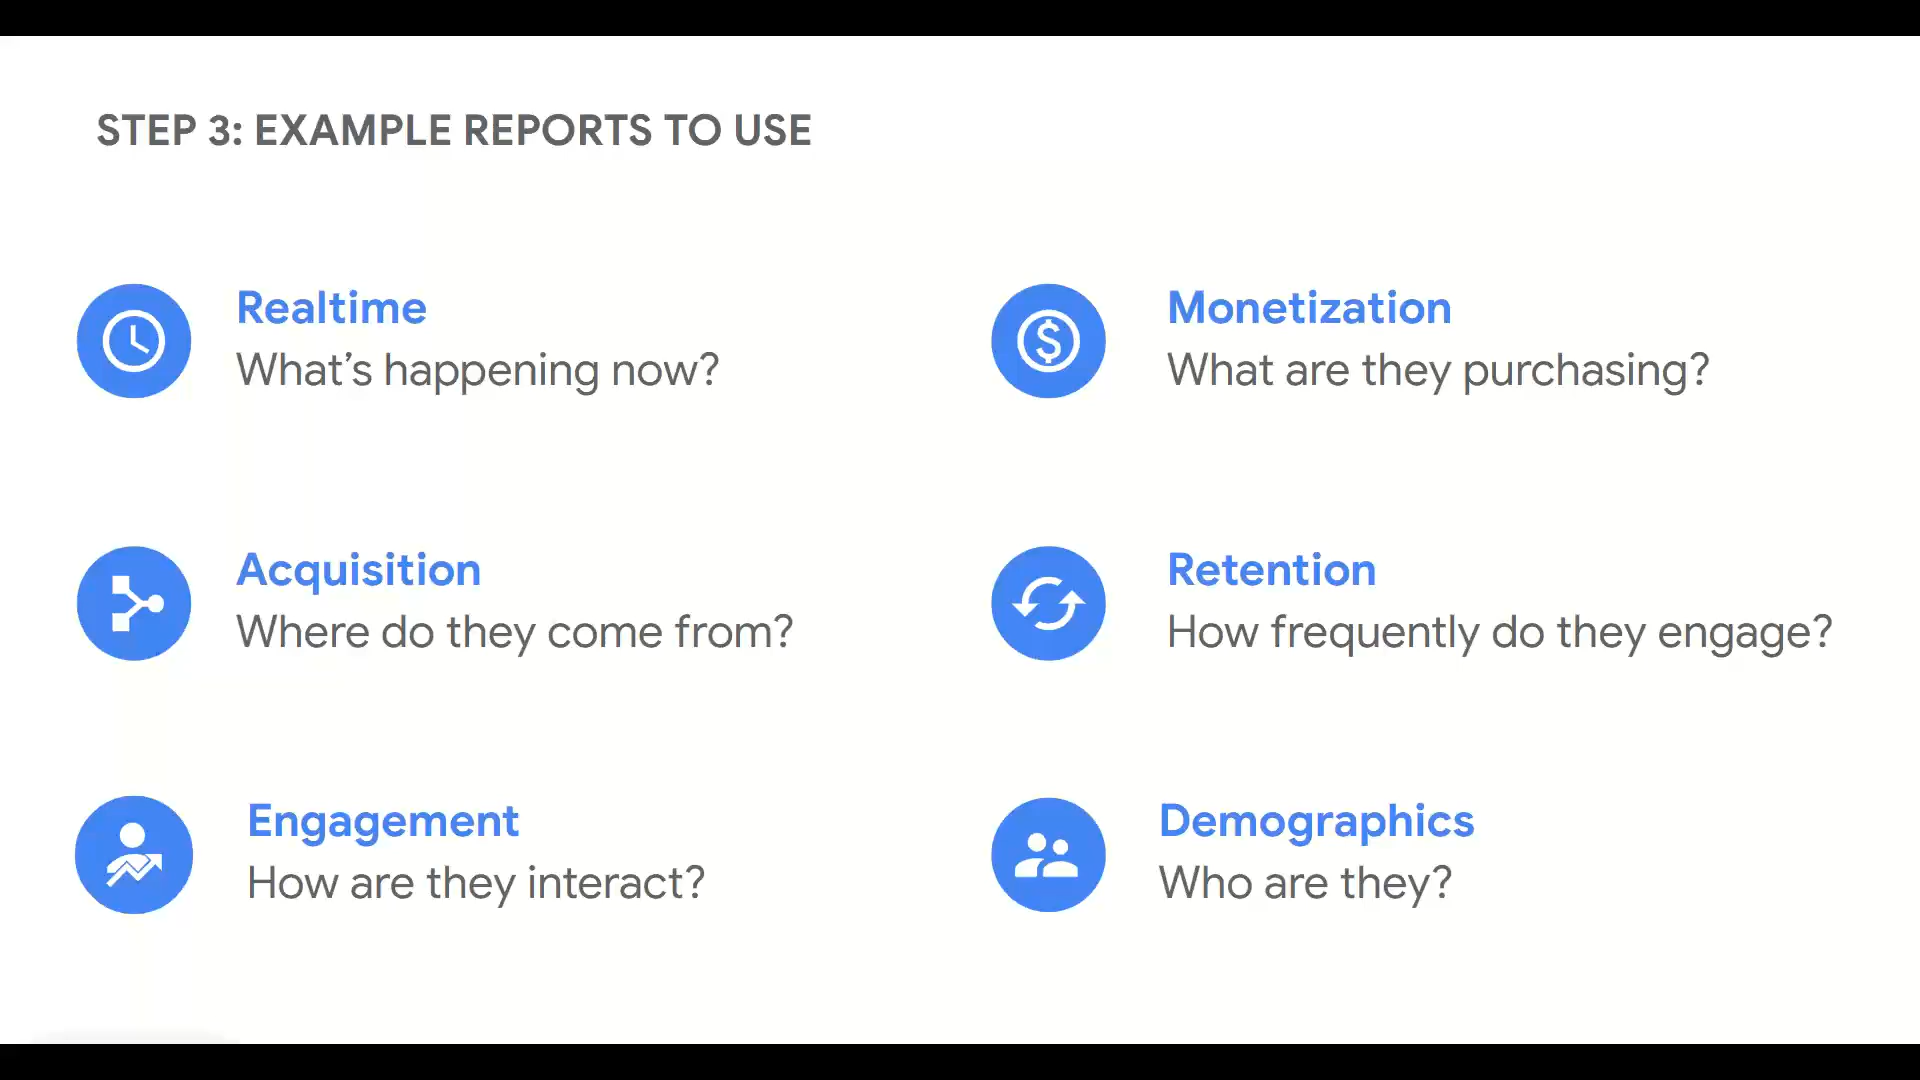 STEP 3: EXAMPLE REPORTS TO USE
Realtime
What’s happening now?
Monetization
What are they purchasing?
Acquisition
Where do they come from?
Retention
How frequently do they engage?
Engagement
How are they interact?
Demographics
Who are they?